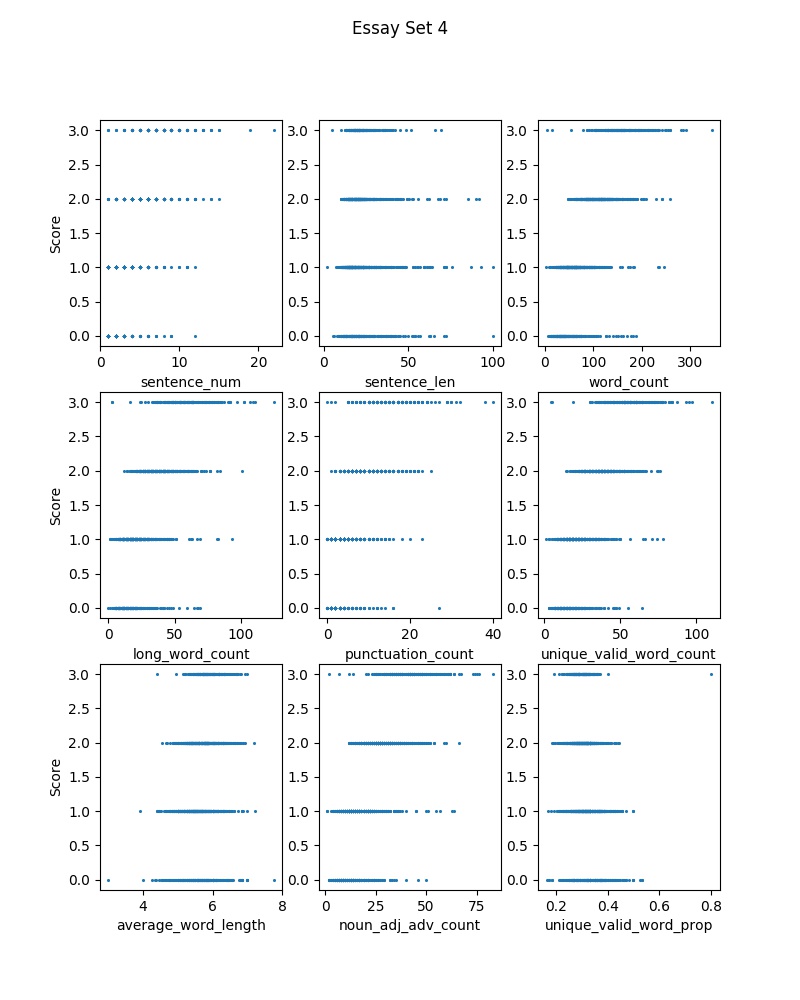 Essay Set 4
Score
3.0
2.5
2.0
1.5
1.0
0.5
0.0
0 10 20
sentence_num
3.0
2.5
2.0
1.5
1.0
0.5
0.0
0 50 100
sentence_len
3.0
2.5
2.0
1.5
1.0
0.5
0.0
0 100 200 300
word_count
Score
3.0
2.5
2.0
1.5
1.0
0.5
0.0
0 50 100
long_word_count
3.0
2.5
2.0
1.5
1.0
0.5
0.0
0 20 40
punctuation_count
3.0
2.5
2.0
1.5
1.0
0.5
0.0
0 50 100
unique_valid_word_count
Score
3.0
2.5
2.0
1.5
1.0
0.5
0.0
4 6 8
average_word_length
3.0
2.5
2.0
1.5
1.0
0.5
0.0
0 25 50 75
noun_adj_adv_count
3.0
2.5
2.0
1.5
1.0
0.5
0.0
0.2 0.4 0.6 0.8
unique_valid_word_prop